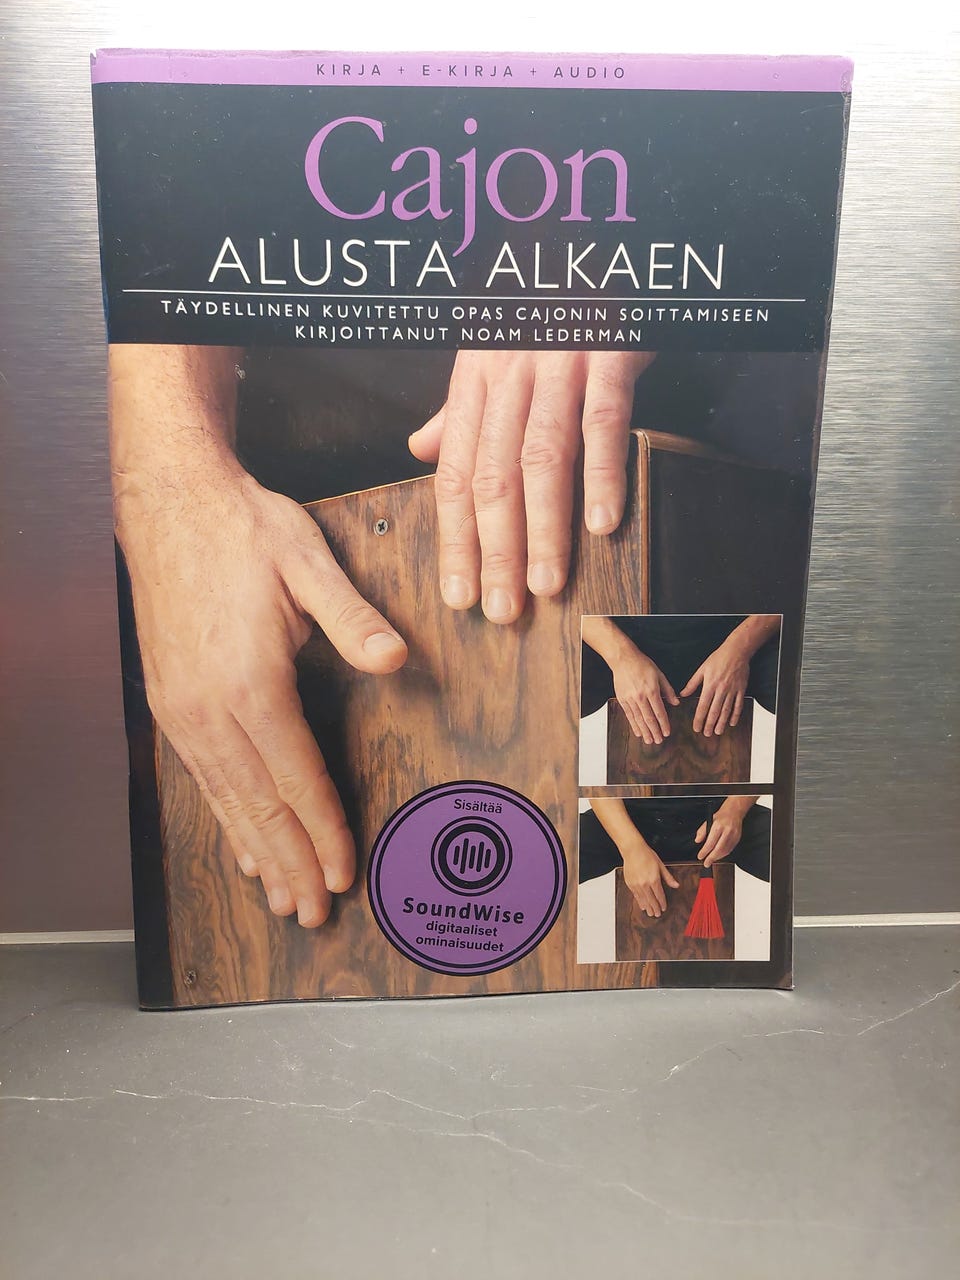 KIRJA + E-KIRJA + AUDIO
Cajon
ALUSTA ALKAEN
TÄYDELLINEN KUVITETTU OPAS CAJONIN SOITTAMISEEN
KIRJOITTANUT NOAM LEDERMAN
Sisältää
SoundWise
digitaaliset
ominaisuudet